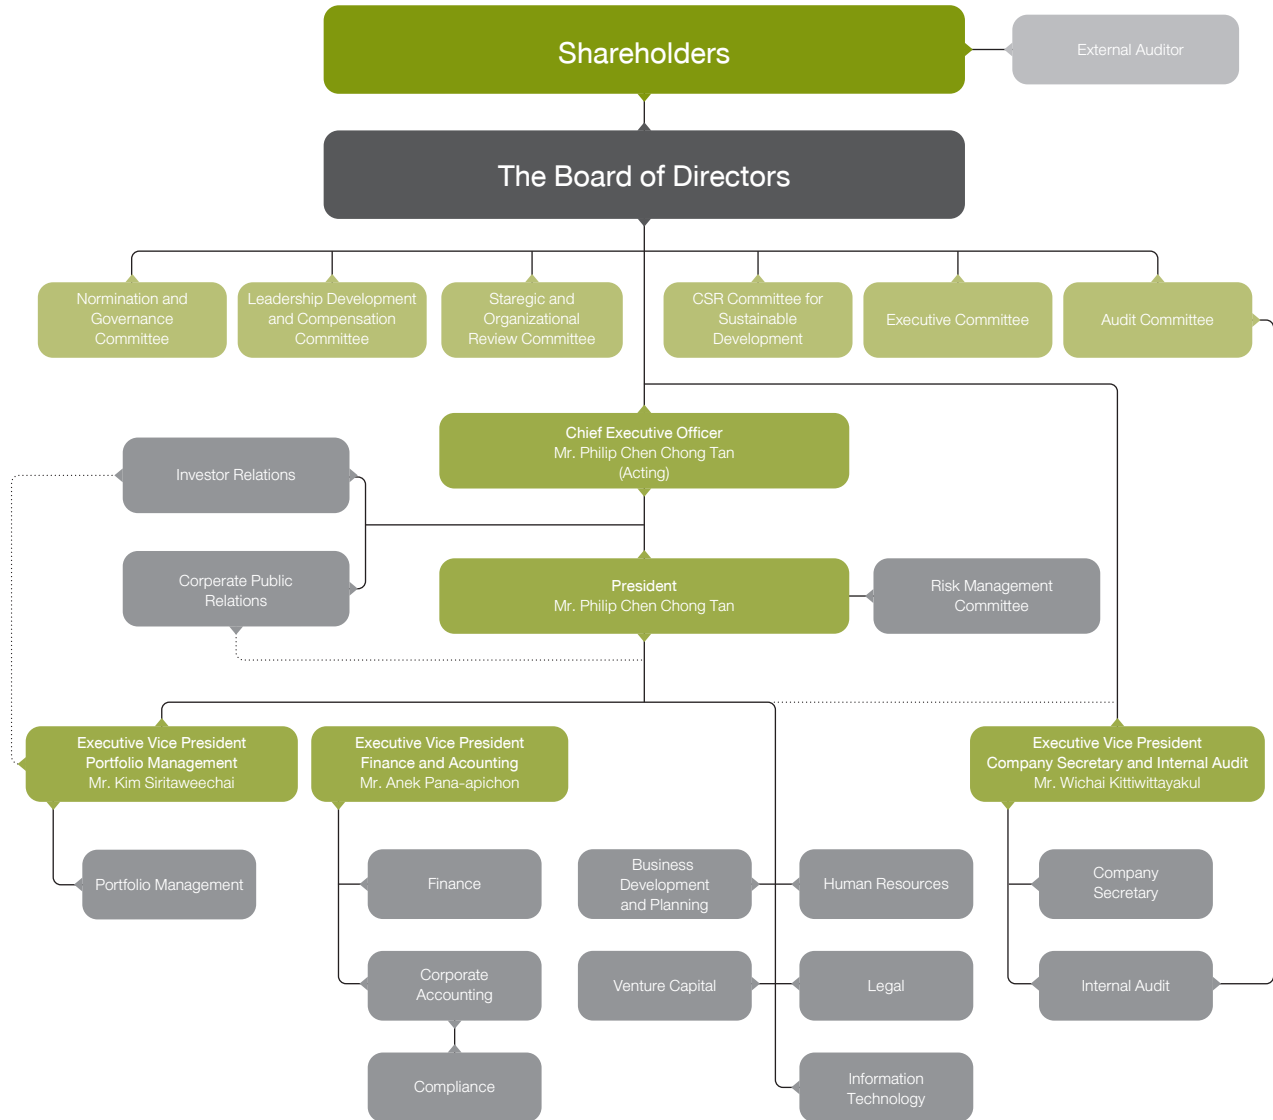 Shareholders
External Auditor
The Board of Directors
Normination and
Governance
Committee
Leadership Development
and Compensation
Committee
Staregic and
Organizational
Review Committee
CSR Committee for
Sustainable
Development
Executive Committee
Audit Committee
Chief Executive Officer
Mr. Philip Chen Chong Tan
(Acting)
Investor Relations
Corperate Public
Relations
President
Mr. Philip Chen Chong Tan
Risk Management
Committee
Executive Vice President
Portfolio Management
Mr. Kim Siritaweechai
Executive Vice President
Finance and Acounting
Mr. Anek Pana-apichon
Executive Vice President
Company Secretary and Internal Audit
Mr. Wichai Kittiwittayakul
Portfolio Management
Finance
Business
Development
and Planning
Human Resources
Company
Secretary
Corporate
Accounting
Venture Capital
Legal
Internal Audit
Compliance
Information
Technology